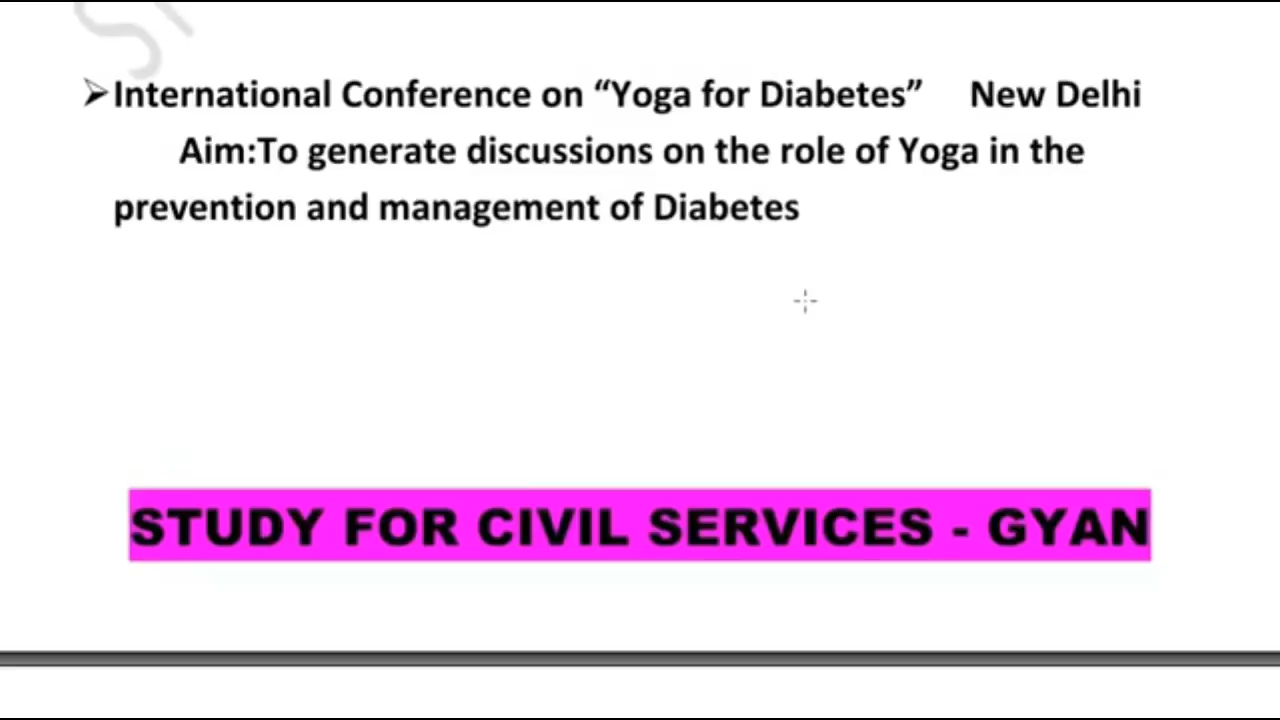 ➢International Conference on “Yoga for Diabetes” New Delhi
Aim:To generate discussions on the role of Yoga in the
prevention and management of Diabetes
STUDY FOR CIVIL SERVICES - GYAN